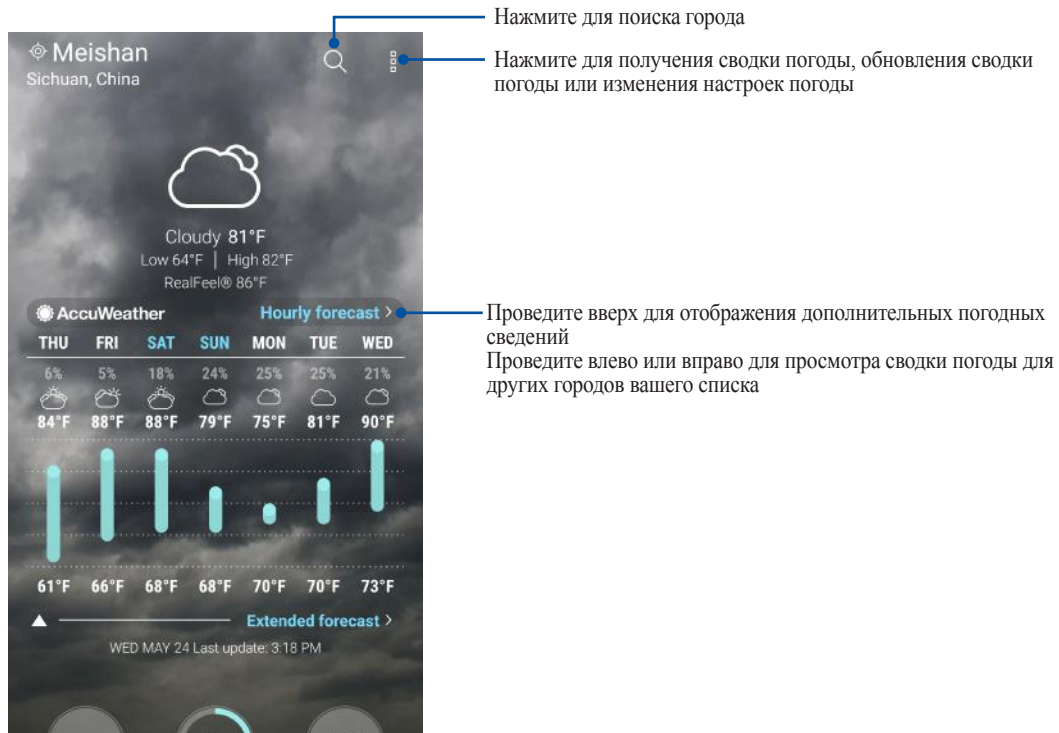 Нажмите для поиска города
Meishan
Sichuan, China
Нажмите для получения сводки погоды, обновления сводки
погоды или изменения настроек погоды
Cloudy 81°F
Low 64°F | High 82°F
RealFeel® 86°F
AccuWeather Hourly forecast >
Проведите вверх для отображения дополнительных погодных
сведений
Проведите влево или вправо для просмотра сводки погоды для
других городов вашего списка
THU FRI SAT SUN MON TUE WED
6% 5% 18% 24% 25% 25% 21%
84°F 88°F 88°F 79°F 75°F 81°F 90°F
61°F 66°F 68°F 68°F 70°F 70°F 73°F
Extended forecast >
WED MAY 24 Last update: 3:18 PM